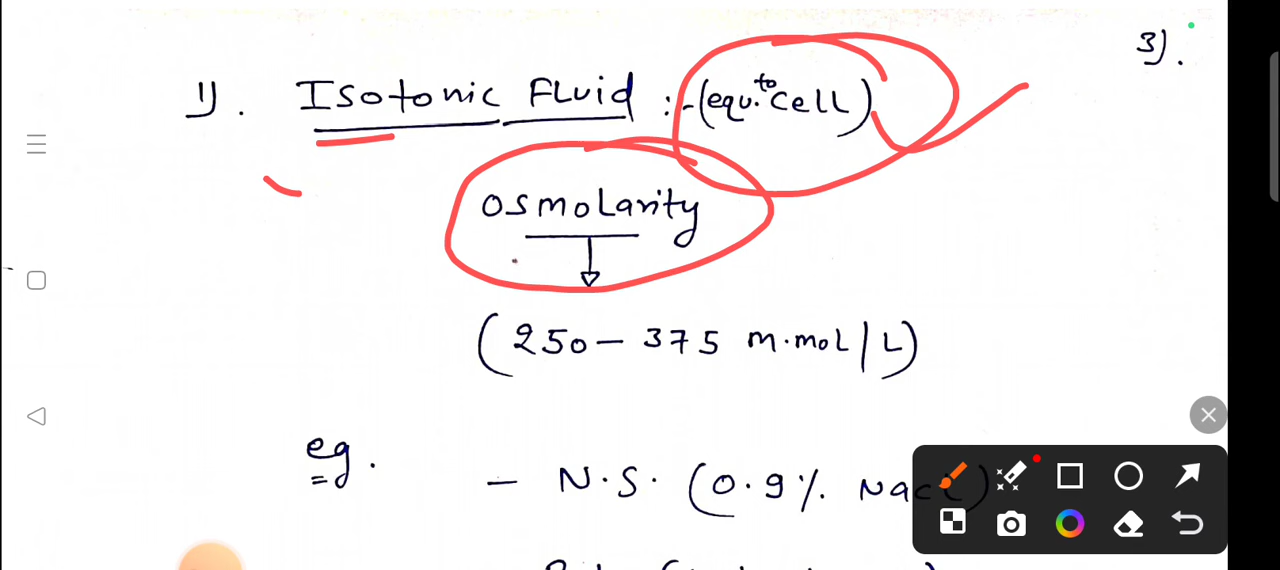 3).
1). Isotonic Fluid :-(equ. to cell)
osmolarity
(250- 375 m.moL/L)
eg.
- N.S. (0.9% Nacl)